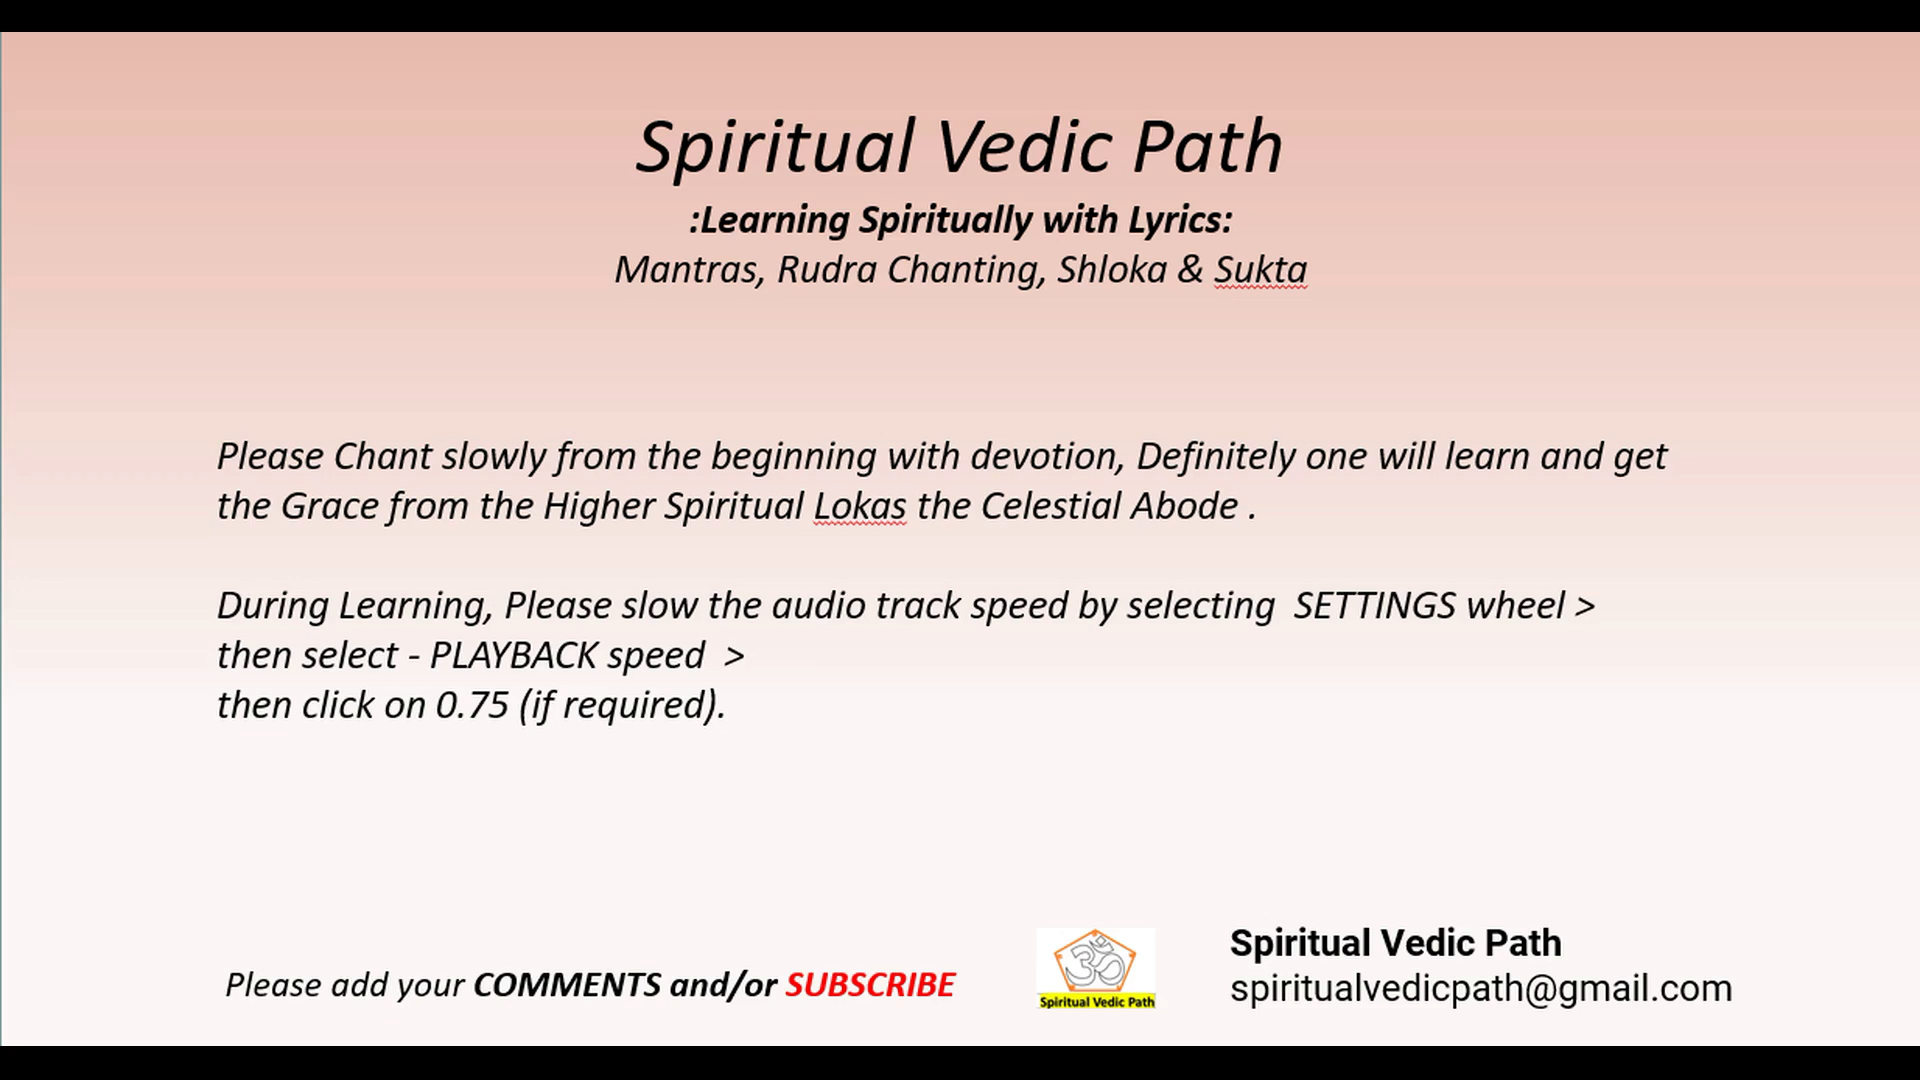 Spiritual Vedic Path
:Learning Spiritually with Lyrics:
Mantras, Rudra Chanting, Shloka & Sukta
Please Chant slowly from the beginning with devotion, Definitely one will learn and get
the Grace from the Higher Spiritual Lokas the Celestial Abode .
During Learning, Please slow the audio track speed by selecting  SETTINGS wheel >
then select - PLAYBACK speed  >
then click on 0.75 (if required).
Please add your COMMENTS and/or SUBSCRIBE
ॐ
Spiritual Vedic Path
Spiritual Vedic Path
spiritualvedicpath@gmail.com